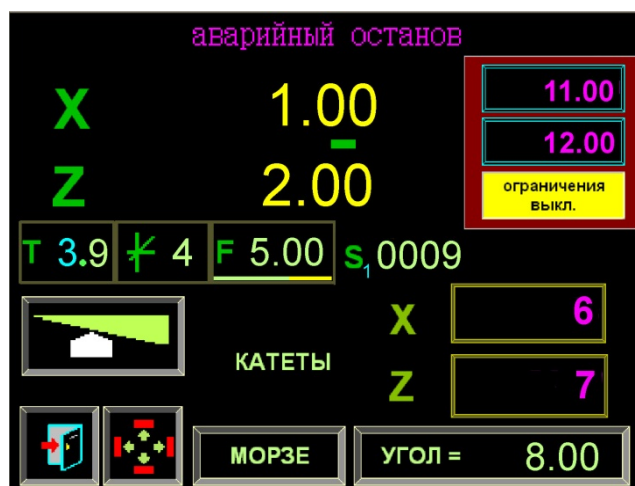 аварийный останов
X 1.00 11.00
12.00
Z 2.00 ограничения
выкл.
T 3.9 4 F 5.00 S1 0009
X 6
КАТЕТЫ
Z 7
МОРЗЕ УГОЛ = 8.00